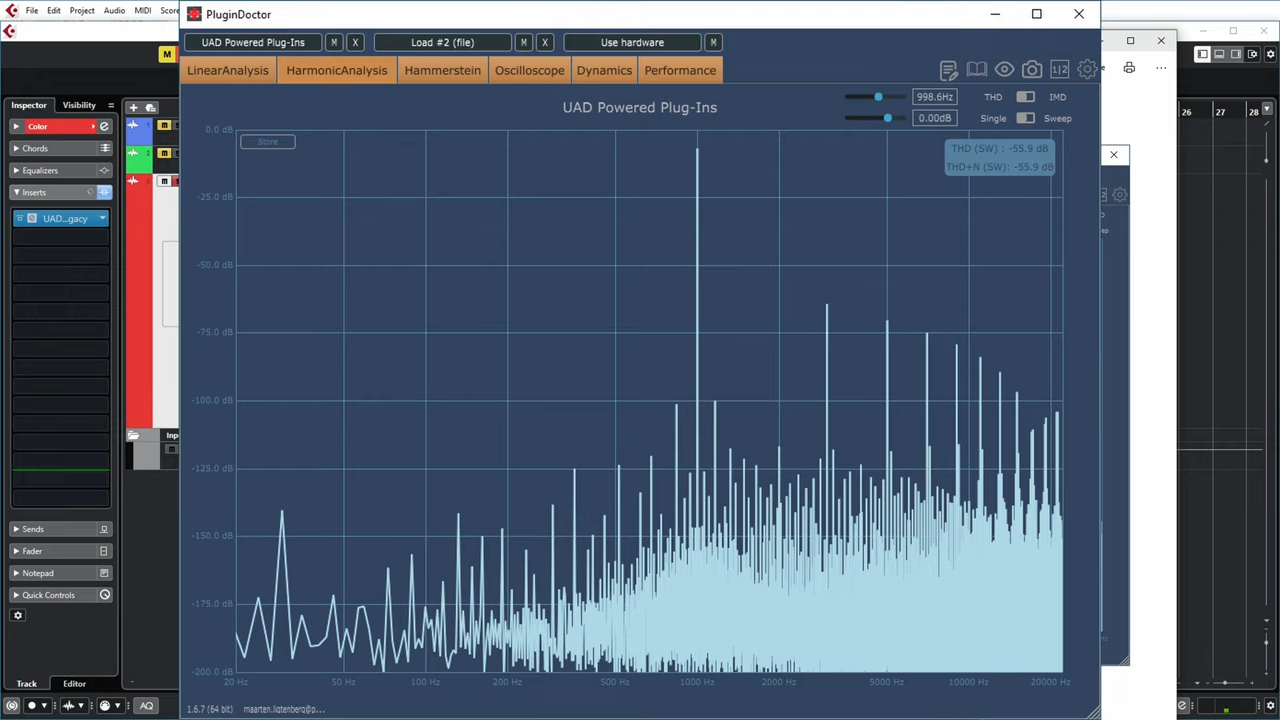 File Edit Project Audio MIDI Score
PluginDoctor
UAD Powered Plug-Ins M X Load #2 (file) M X Use hardware M
LinearAnalysis HarmonicAnalysis Hammerstein Oscilloscope Dynamics Performance
M
Inspector Visibility
Color
Chords
Equalizers
Inserts
UAD...gacy
Sends
Fader
Notepad
Quick Controls
Track Editor
AQ
m
m
m
Inp
UAD Powered Plug-Ins
998.6Hz THD IMD
0.00dB Single Sweep
Store
THD (SW) : -55.9 dB
THD+N (SW): -55.9 dB
0.0 dB
-25.0 dB
-50.0 dB
-75.0 dB
-100.0 dB
-125.0 dB
-150.0 dB
-175.0 dB
-200.0 dB
20 Hz 50 Hz 100 Hz 200 Hz 500 Hz 1000 Hz 2000 Hz 5000 Hz 10000 Hz 20000 Hz
1.6.7 (64 bit) maarten.ligtenberg@p...
26 27 28